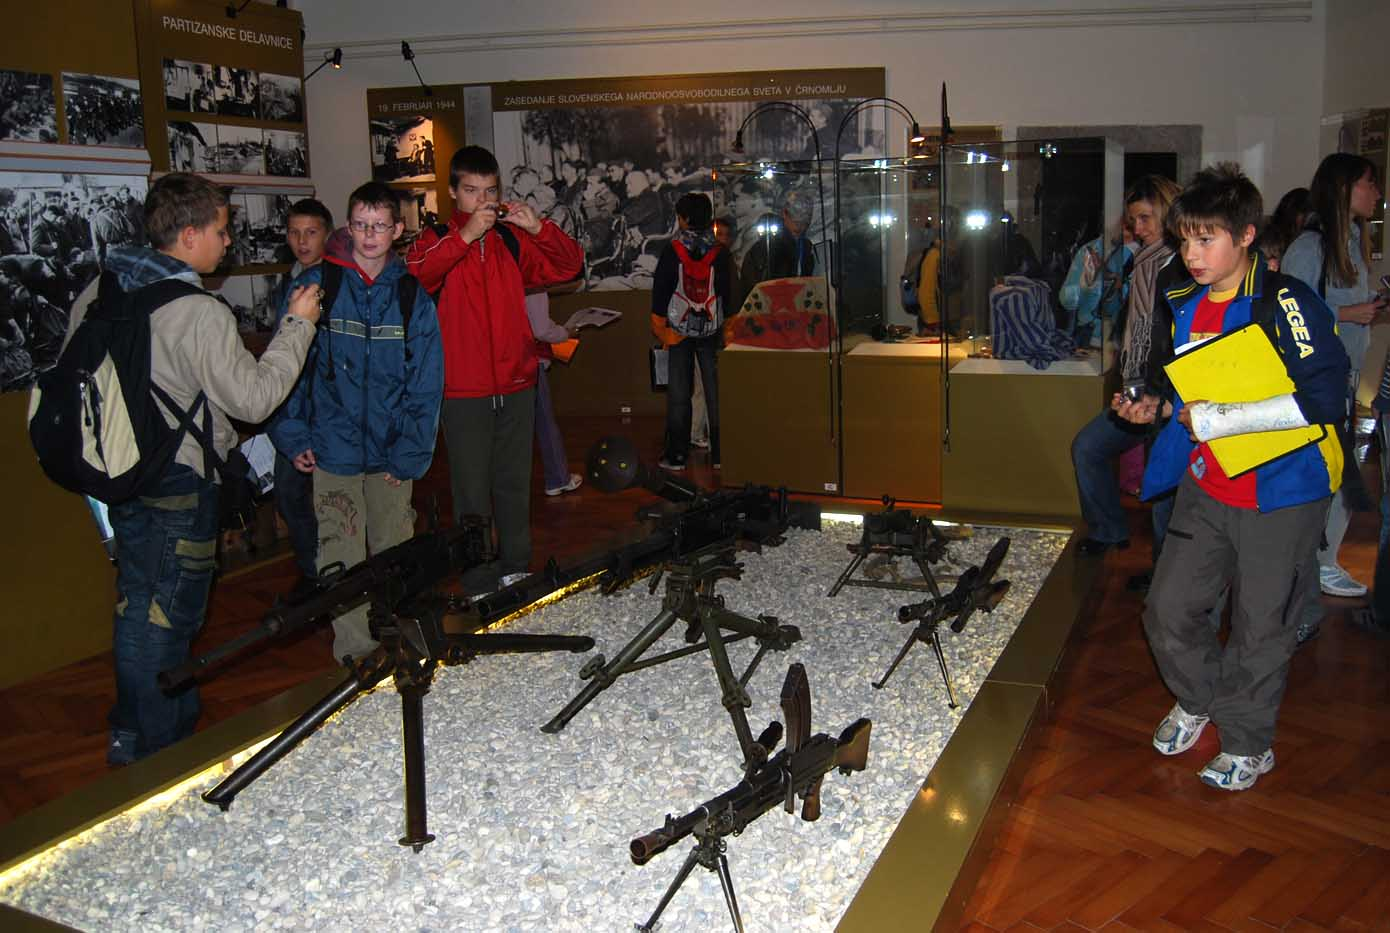 PARTIZANSKE DELAVNICE
19. FEBRUAR 1944
ZASEDANJE SLOVENSKEGA NARODNOOSVOBODILNEGA SVETA V ČRNOMLJU
LEGEA